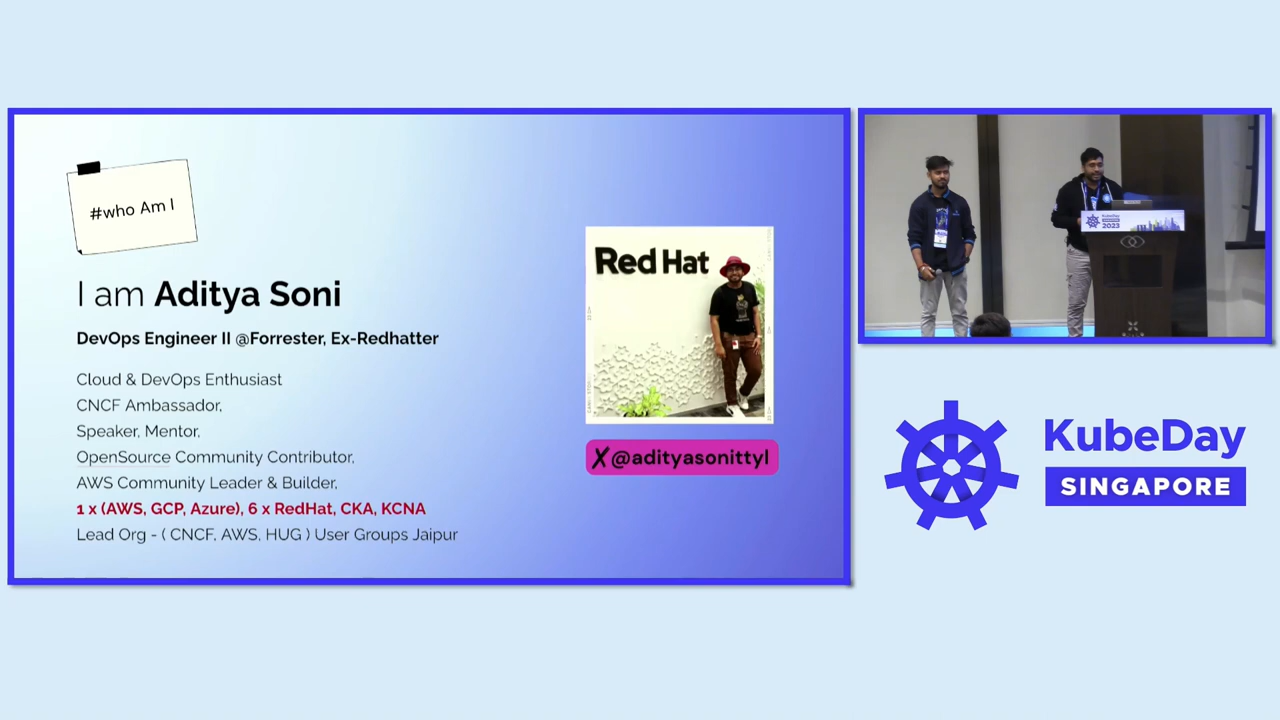 #who Am I
I am Aditya Soni
DevOps Engineer II @Forrester, Ex-Redhatter
Cloud & DevOps Enthusiast
CNCF Ambassador,
Speaker, Mentor,
OpenSource Community Contributor,
AWS Community Leader & Builder,
1 x (AWS, GCP, Azure), 6 x RedHat, CKA, KCNA
Lead Org - ( CNCF, AWS, HUG ) User Groups Jaipur
Red Hat
X@adityasonittyl
KubeDay
2023
KubeDay
SINGAPORE